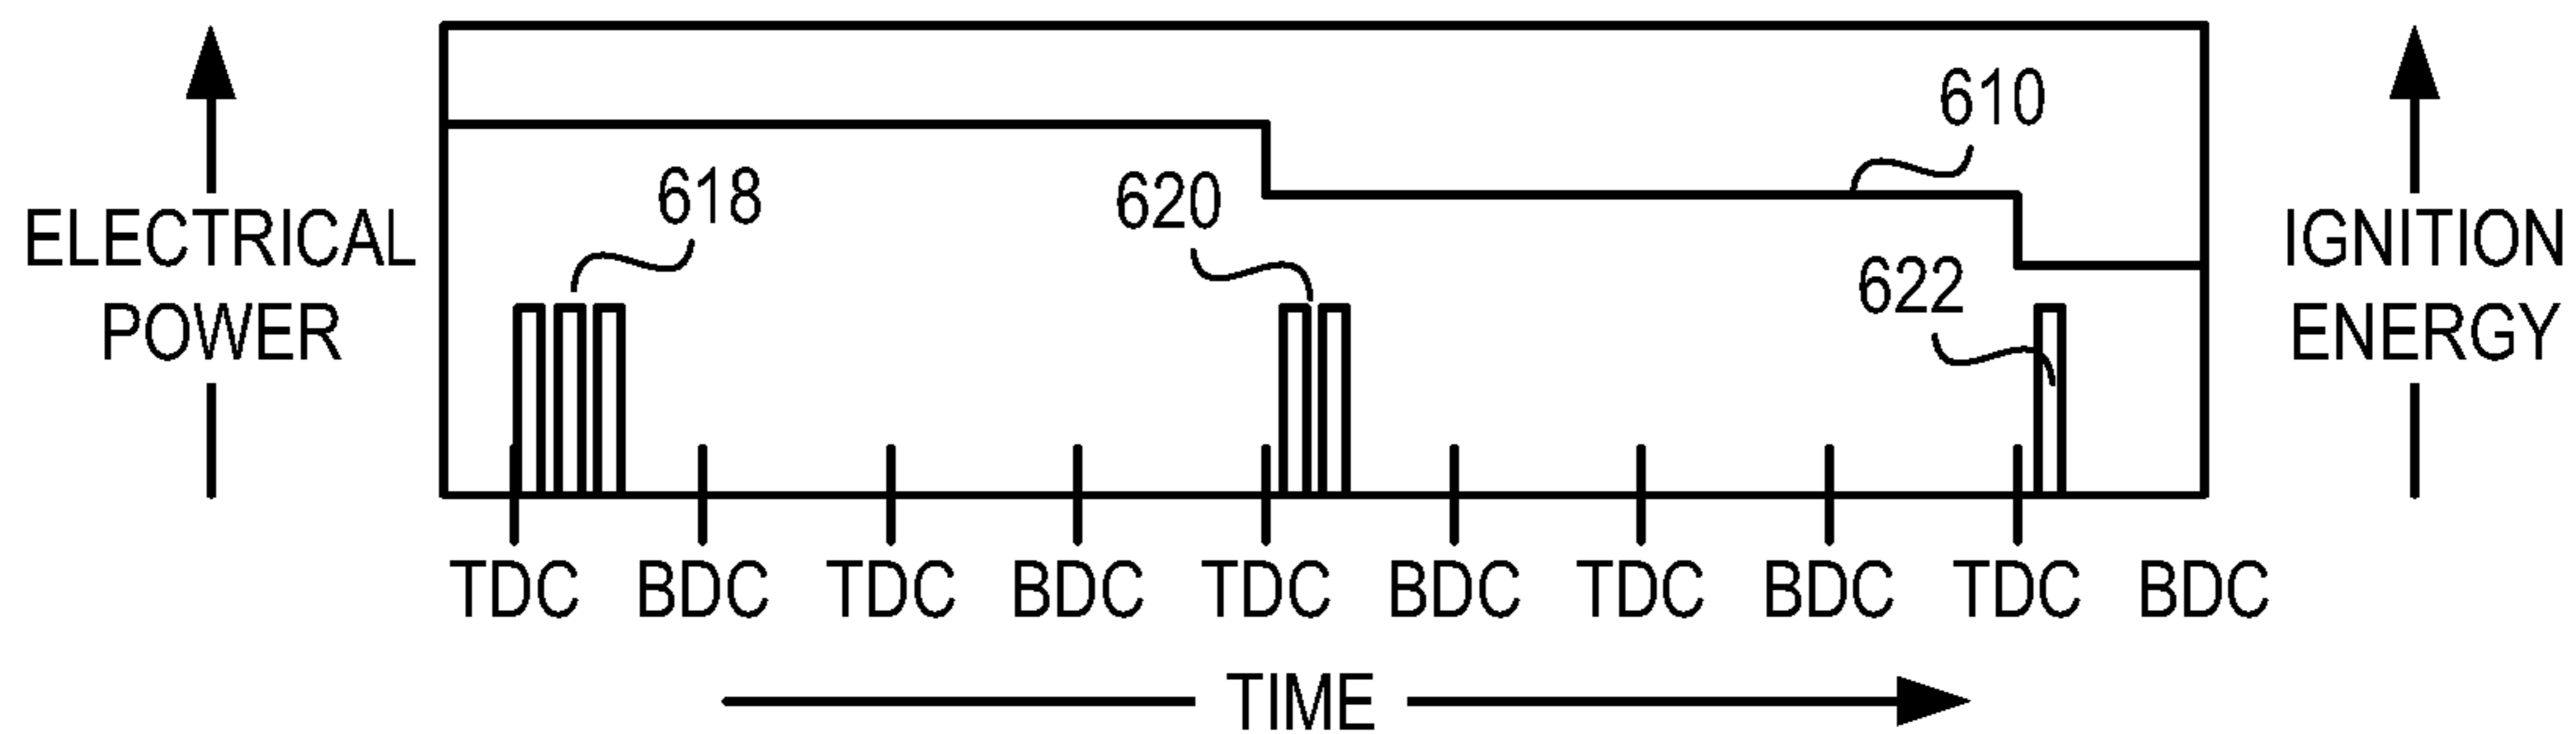 610
618
620
ELECTRICAL
POWER
IGNITION
ENERGY
622
TDC BDC TDC BDC TDC BDC TDC BDC TDC BDC
TIME